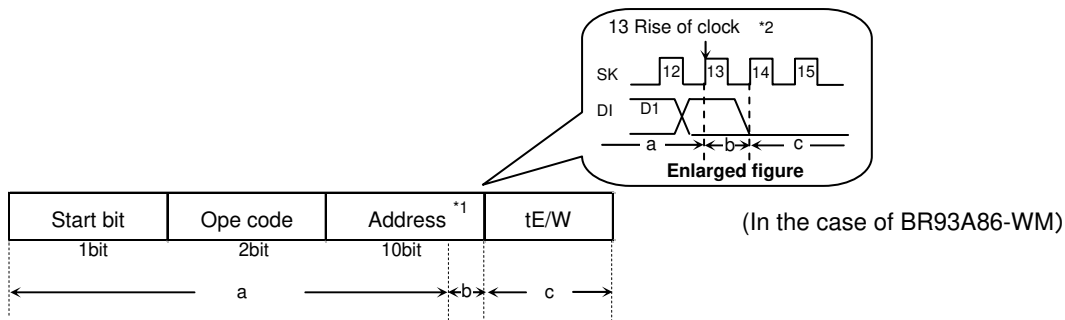 13 Rise of clock *2
SK 12 13 14 15
DI D1
a b c
Enlarged figure
Start bit Ope code Address *1 tE/W
(In the case of BR93A86-WM)
1bit 2bit 10bit
a b c